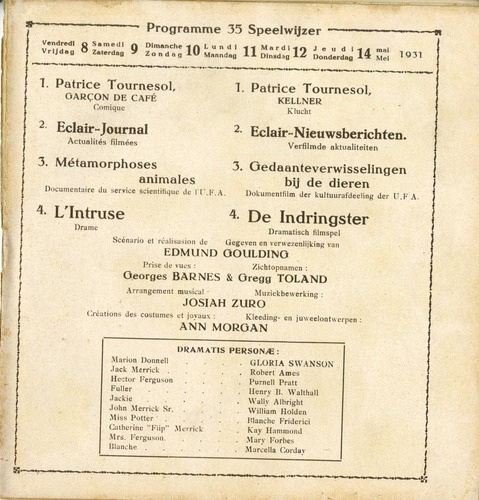 Programme 35 Speelwijzer
Vendredi Vrijdag 8 Samedi Zaterdag 9 Dimanche Zondag 10 Lundi Maandag 11 Mardi Dinsdag 12 Jeudi Donderdag 14 mai Mei 1931
1. Patrice Tournesol,
GARÇON DE CAFÉ
Comique
1. Patrice Tournesol,
KELLNER
Klucht
2. Eclair-Journal
Actualités filmées
2. Eclair-Nieuwsberichten.
Verfilmde aktualiteiten
3. Métamorphoses
animales
Documentaire du service scientifique de l'U.F.A.
3. Gedaanteverwisselingen
bij de dieren
Dokumentfilm der kultuurafdeeling der U.F.A.
4. L'Intruse
Drame
4. De Indringster
Dramatisch filmspel
Scénario et réalisation de Gegeven en verwezenlijking van
EDMUND GOULDING
Prise de vues : Zichtopnamen :
Georges BARNES & Gregg TOLAND
Arrangement musical : Muziekbewerking :
JOSIAH ZURO
Créations des costumes et joyaux : Kleeding- en juweelontwerpen :
ANN MORGAN
DRAMATIS PERSONÆ :
Marion Donnell . . . . GLORIA SWANSON
Jack Merrick . . . . Robert Ames
Hector Ferguson . . . . Purnell Pratt
Fuller . . . . Henry B. Walthall
Jackie . . . . Wally Albright
John Merrick Sr. . . . . William Holden
Miss Potter . . . . Blanche Friderici
Catherine "Flip" Merrick . . . Kay Hammond
Mrs. Ferguson. . . . . Mary Forbes
Blanche . . . . Marcella Corday